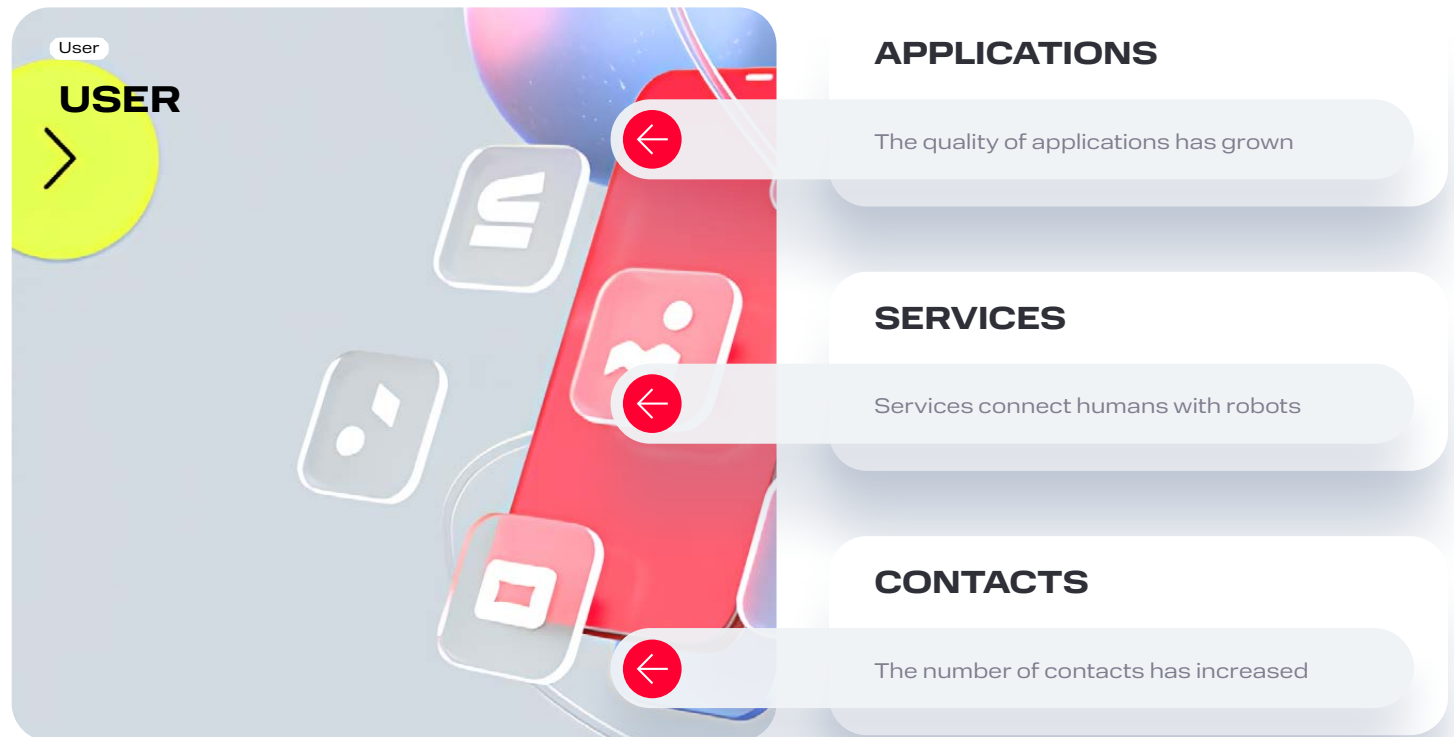 User
USER
APPLICATIONS
The quality of applications has grown
SERVICES
Services connect humans with robots
CONTACTS
The number of contacts has increased